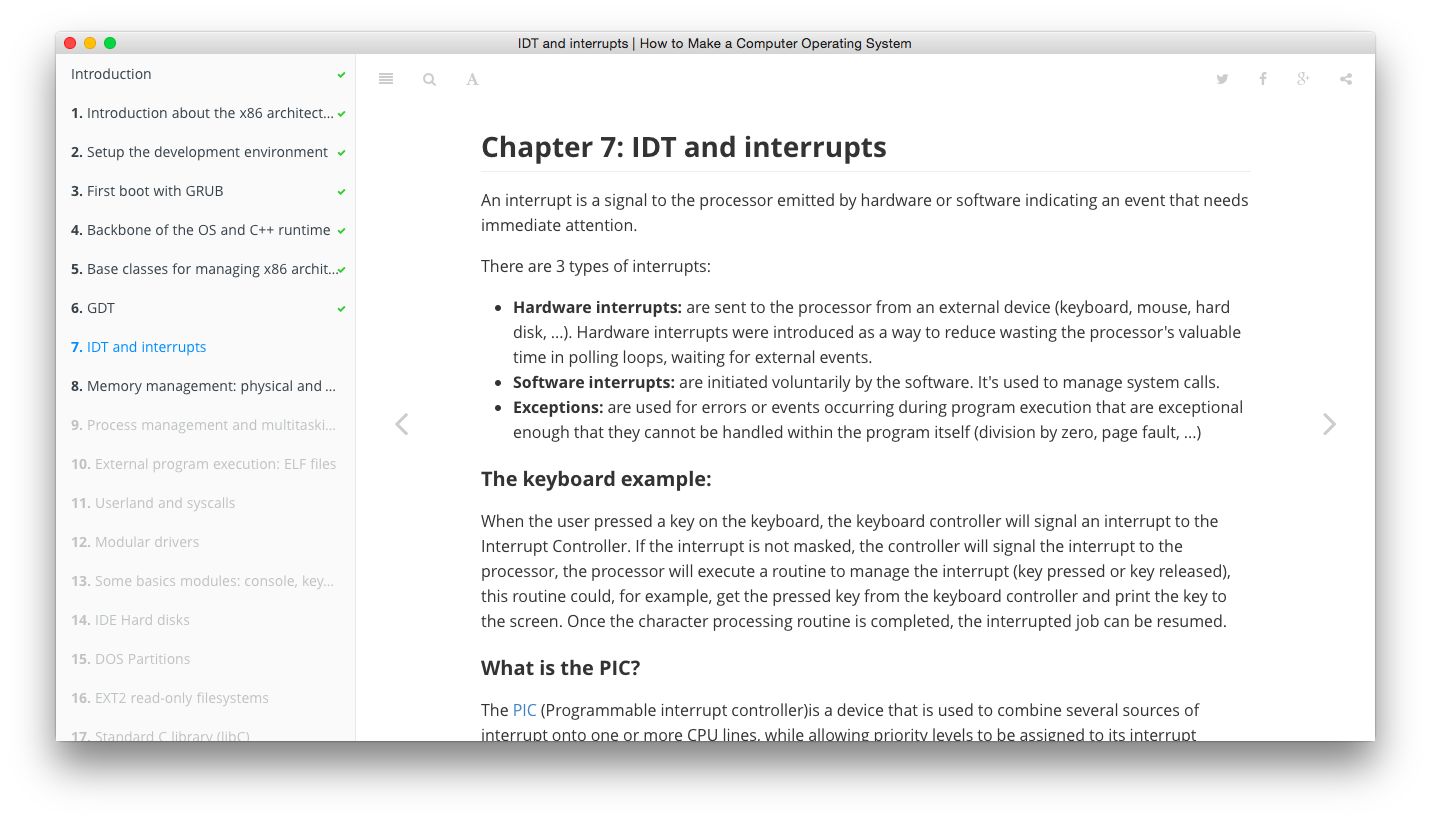 IDT and interrupts | How to Make a Computer Operating System
Introduction
1. Introduction about the x86 architect...
2. Setup the development environment
3. First boot with GRUB
4. Backbone of the OS and C++ runtime
5. Base classes for managing x86 archit...
6. GDT
7. IDT and interrupts
8. Memory management: physical and ...
9. Process management and multitaski...
10. External program execution: ELF files
11. Userland and syscalls
12. Modular drivers
13. Some basics modules: console, key...
14. IDE Hard disks
15. DOS Partitions
16. EXT2 read-only filesystems
17. Standard C library (libC)
A
Chapter 7: IDT and interrupts
An interrupt is a signal to the processor emitted by hardware or software indicating an event that needs
immediate attention.
There are 3 types of interrupts:
• Hardware interrupts: are sent to the processor from an external device (keyboard, mouse, hard
disk, ...). Hardware interrupts were introduced as a way to reduce wasting the processor's valuable
time in polling loops, waiting for external events.
• Software interrupts: are initiated voluntarily by the software. It's used to manage system calls.
• Exceptions: are used for errors or events occurring during program execution that are exceptional
enough that they cannot be handled within the program itself (division by zero, page fault, ...)
The keyboard example:
When the user pressed a key on the keyboard, the keyboard controller will signal an interrupt to the
Interrupt Controller. If the interrupt is not masked, the controller will signal the interrupt to the
processor, the processor will execute a routine to manage the interrupt (key pressed or key released),
this routine could, for example, get the pressed key from the keyboard controller and print the key to
the screen. Once the character processing routine is completed, the interrupted job can be resumed.
What is the PIC?
The PIC (Programmable interrupt controller)is a device that is used to combine several sources of
interrupt onto one or more CPU lines, while allowing priority levels to be assigned to its interrupt